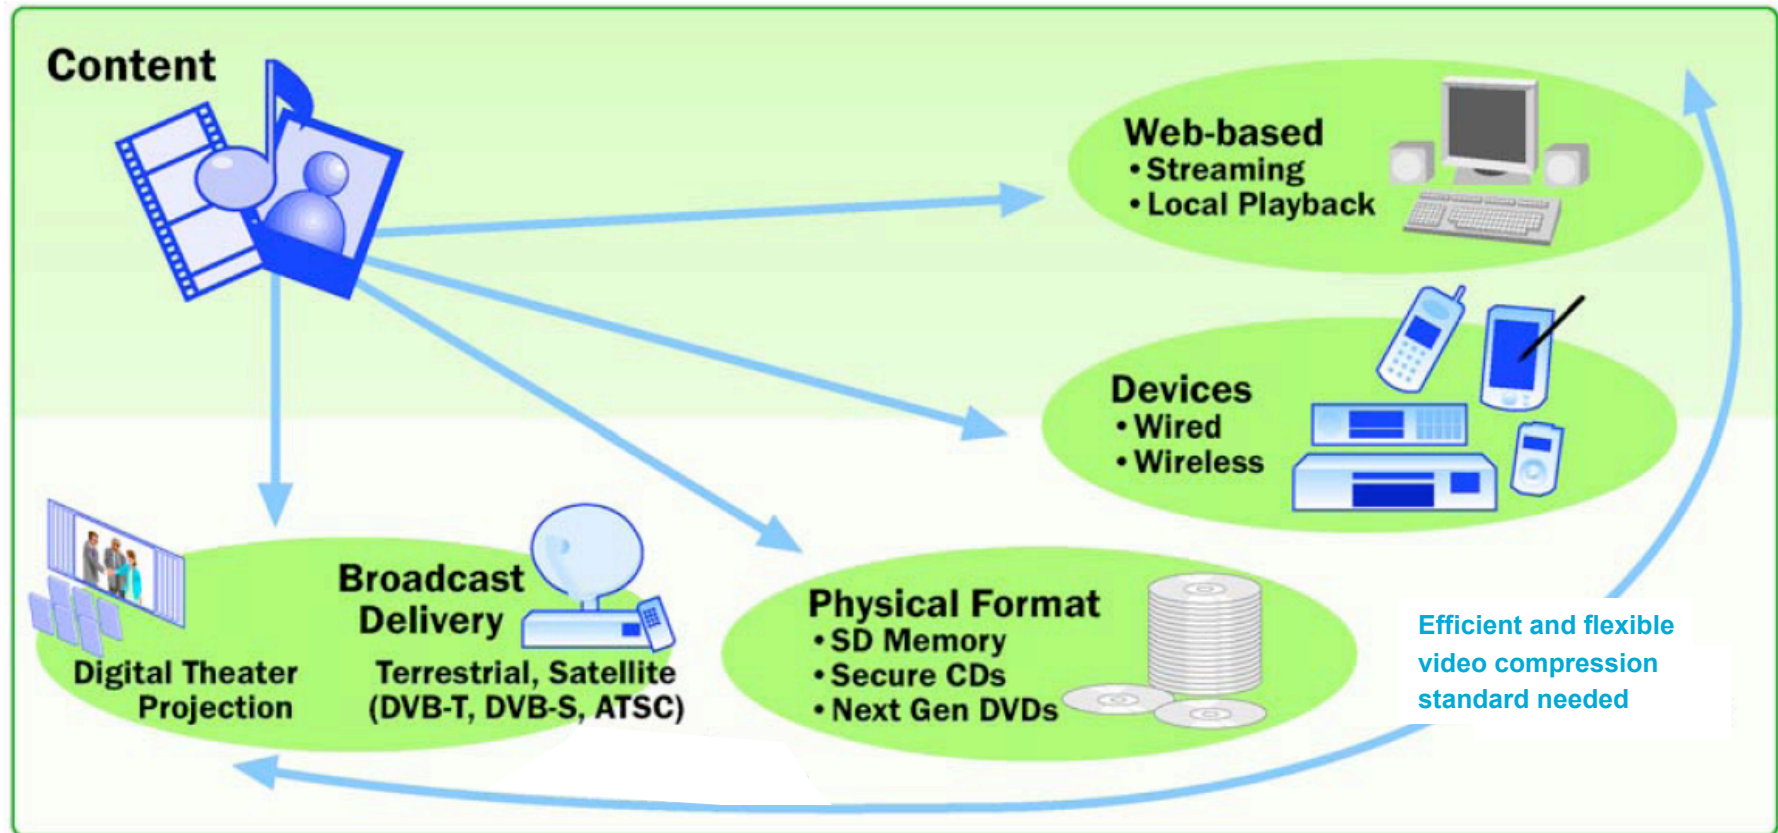 Content
Web-based
• Streaming
• Local Playback
Devices
• Wired
• Wireless
Broadcast
Delivery
Digital Theater
Projection
Terrestrial, Satellite
(DVB-T, DVB-S, ATSC)
Physical Format
• SD Memory
• Secure CDs
• Next Gen DVDs
Efficient and flexible
video compression
standard needed